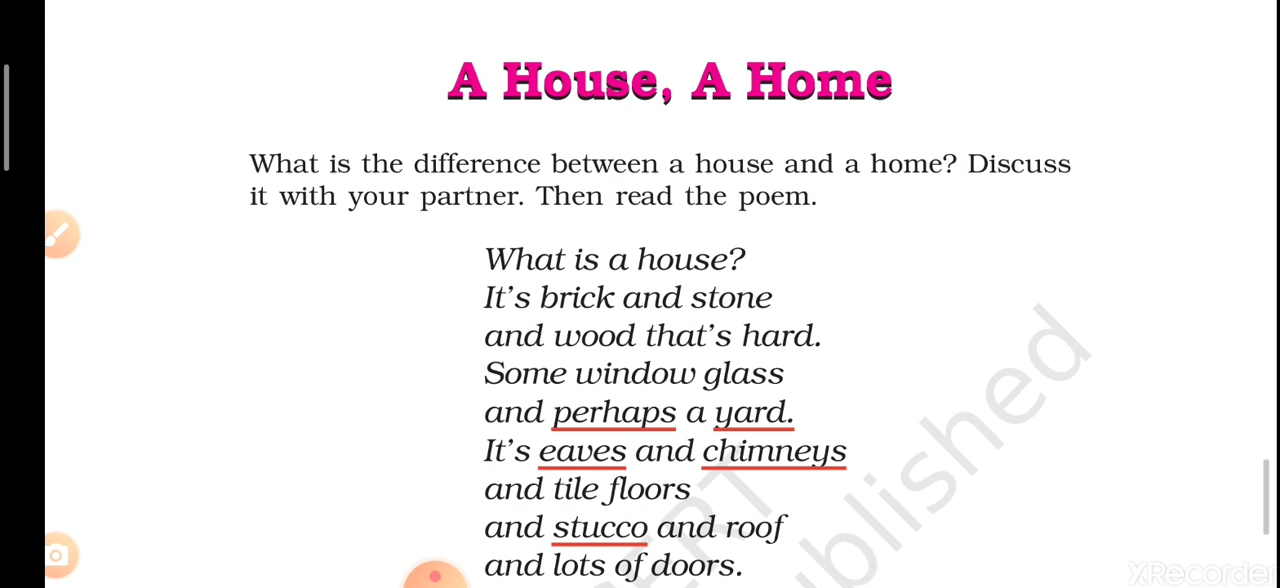 A House, A Home
What is the difference between a house and a home? Discuss
it with your partner. Then read the poem.
What is a house?
It's brick and stone
and wood that's hard.
Some window glass
and perhaps a yard.
It's eaves and chimneys
and tile floors
and stucco and roof
and lots of doors.
XRecorder